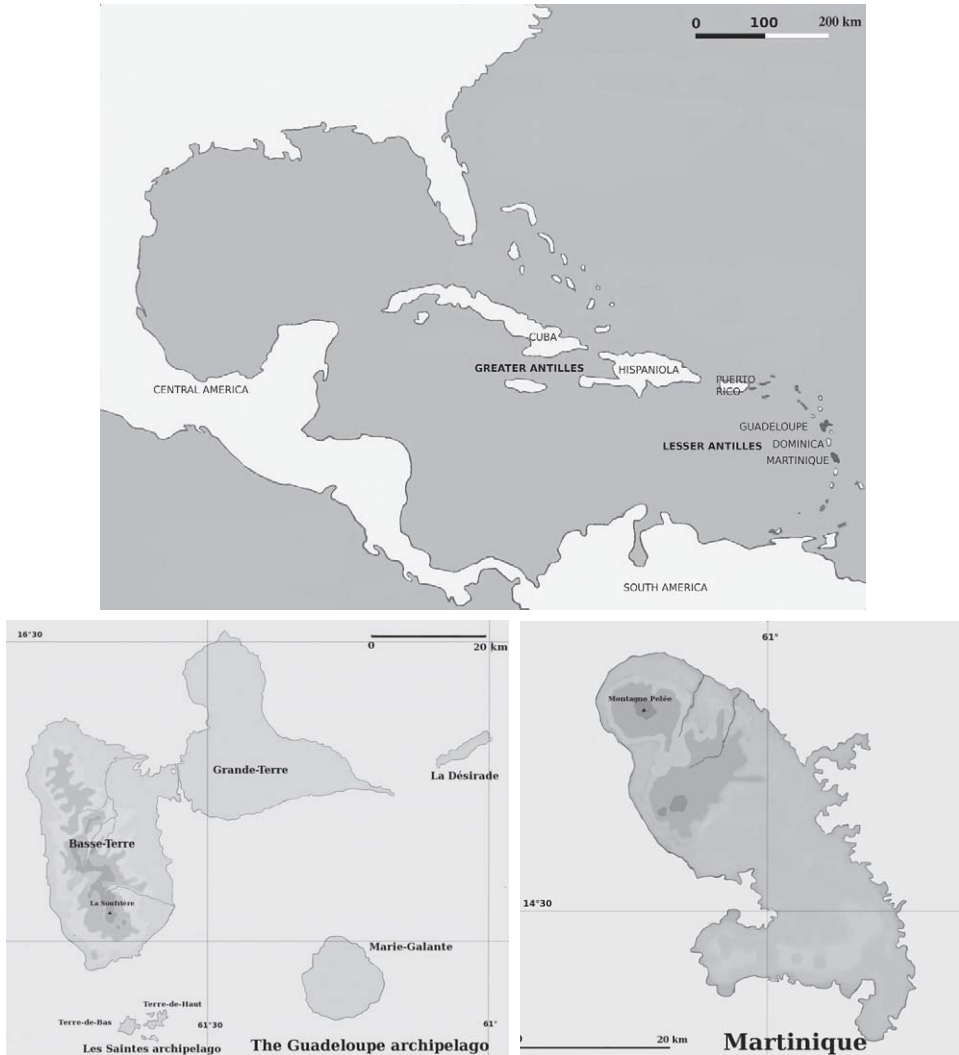 0 100 200 km
CUBA
GREATER ANTILLES
HISPANIOLA
CENTRAL AMERICA
PUERTO
RICO
GUADELOUPE
LESSER ANTILLES
DOMINICA
MARTINIQUE
SOUTH AMERICA
16°30
0 20 km
Grande-Terre
La Désirade
Basse-Terre
La Soufrière
Marie-Galante
Terre-de-Haut
Terre-de-Bas
61°30
61°
Les Saintes archipelago
The Guadeloupe archipelago
61°
Montagne Pelée
14°30
20 km
Martinique